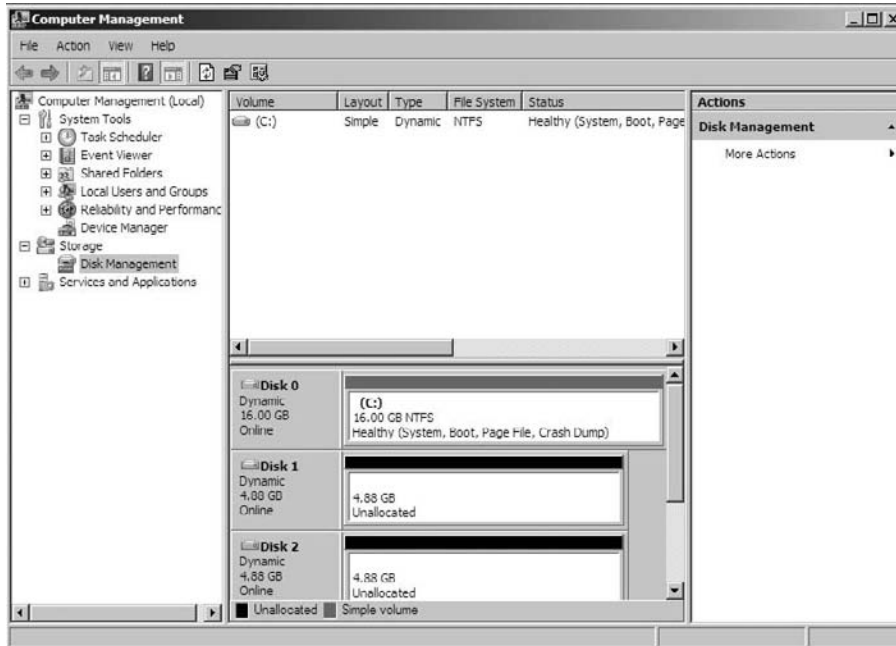 Computer Management
File Action View Help
Computer Management (Local)
System Tools
Task Scheduler
Event Viewer
Shared Folders
Local Users and Groups
Reliability and Performanc
Device Manager
Storage
Disk Management
Services and Applications
Volume Layout Type File System Status
(C:) Simple Dynamic NTFS Healthy (System, Boot, Page
Disk 0
Dynamic
16.00 GB
Online
(C:)
16.00 GB NTFS
Healthy (System, Boot, Page File, Crash Dump)
Disk 1
Dynamic
4.88 GB
Online
4.88 GB
Unallocated
Disk 2
Dynamic
4.88 GB
Online
4.88 GB
Unallocated
Unallocated Simple volume
Actions
Disk Management
More Actions